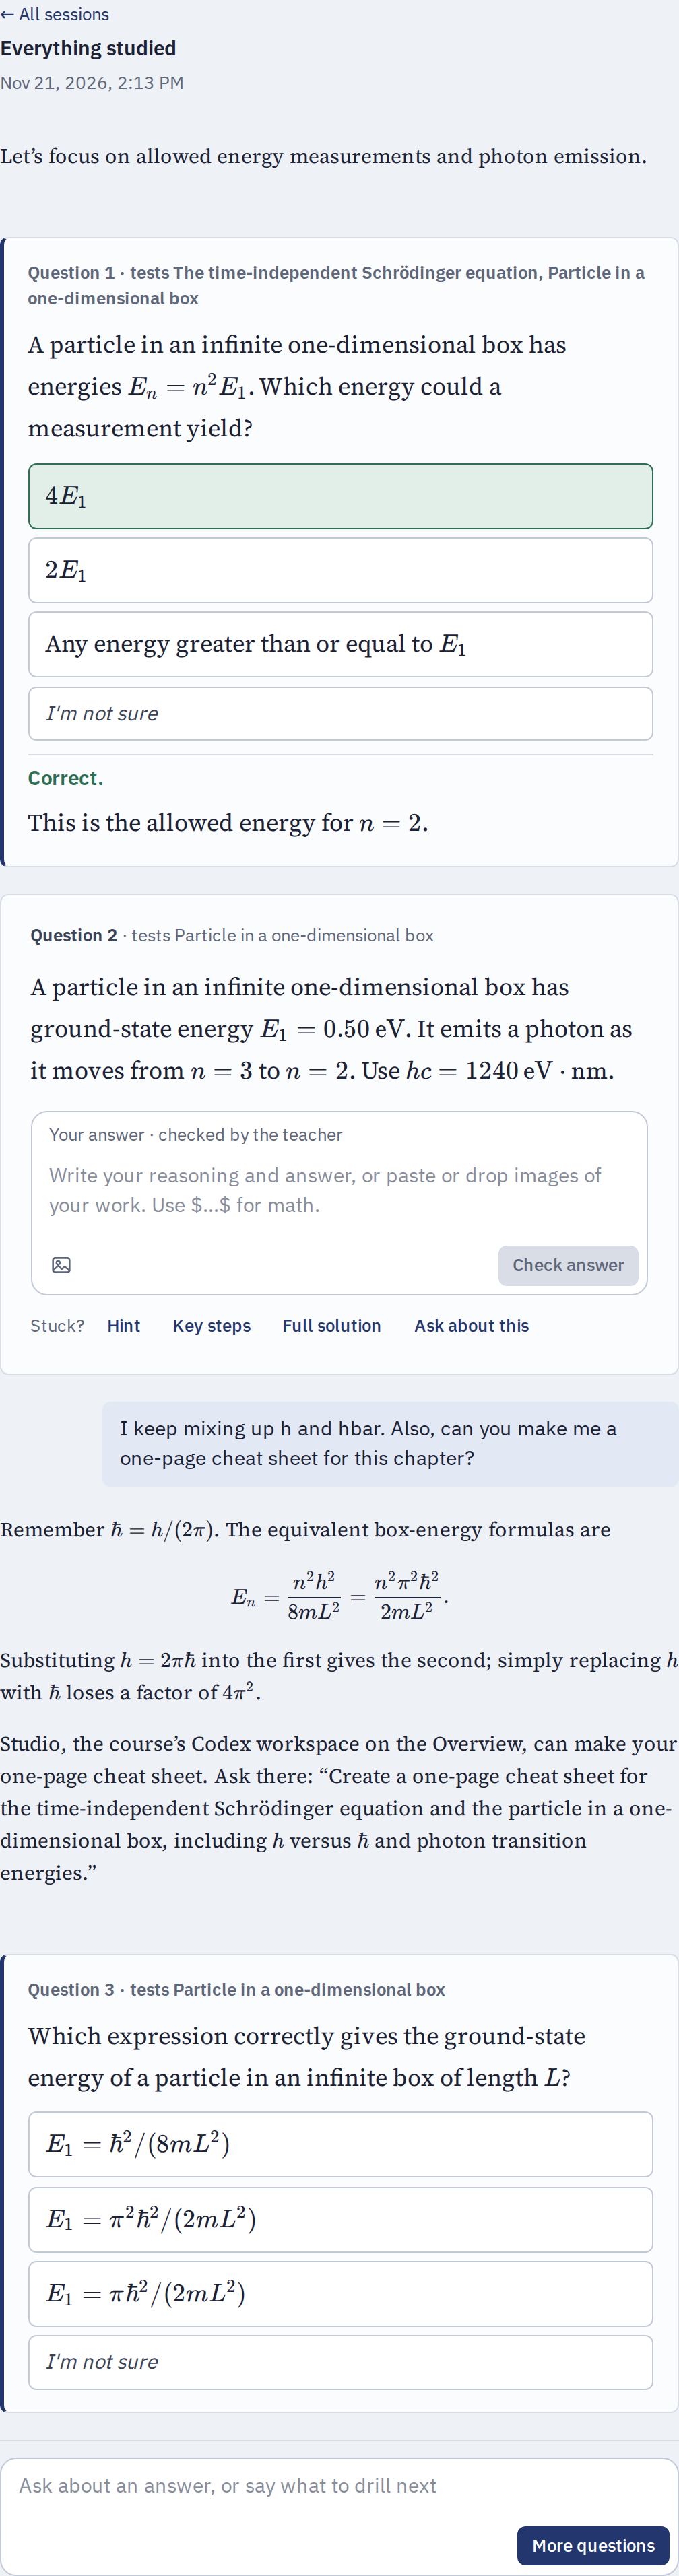 ← All sessions
Everything studied
Nov 21, 2026, 2:13 PM
Let’s focus on allowed energy measurements and photon emission.
Question 1 · tests The time-independent Schrödinger equation, Particle in a
one-dimensional box
A particle in an infinite one-dimensional box has
energies $E_n = n^2 E_1$. Which energy could a
measurement yield?
$4E_1$
$2E_1$
Any energy greater than or equal to $E_1$
I'm not sure
Correct.
This is the allowed energy for $n = 2$.
Question 2 · tests Particle in a one-dimensional box
A particle in an infinite one-dimensional box has
ground-state energy $E_1 = 0.50\,\mathrm{eV}$. It emits a photon as
it moves from $n = 3$ to $n = 2$. Use $hc = 1240\,\mathrm{eV} \cdot \mathrm{nm}$.
Your answer · checked by the teacher
Write your reasoning and answer, or paste or drop images of
your work. Use $...$ for math.
Check answer
Stuck? Hint Key steps Full solution Ask about this
I keep mixing up h and hbar. Also, can you make me a
one-page cheat sheet for this chapter?
Remember $\hbar = h/(2\pi)$. The equivalent box-energy formulas are
$E_n = \frac{n^2 h^2}{8mL^2} = \frac{n^2 \pi^2 \hbar^2}{2mL^2}.$
Substituting $h = 2\pi\hbar$ into the first gives the second; simply replacing $h$
with $\hbar$ loses a factor of $4\pi^2$.
Studio, the course’s Codex workspace on the Overview, can make your
one-page cheat sheet. Ask there: “Create a one-page cheat sheet for
the time-independent Schrödinger equation and the particle in a one-
dimensional box, including $h$ versus $\hbar$ and photon transition
energies.”
Question 3 · tests Particle in a one-dimensional box
Which expression correctly gives the ground-state
energy of a particle in an infinite box of length $L$?
$E_1 = \hbar^2/(8mL^2)$
$E_1 = \pi^2\hbar^2/(2mL^2)$
$E_1 = \pi\hbar^2/(2mL^2)$
I'm not sure
Ask about an answer, or say what to drill next
More questions